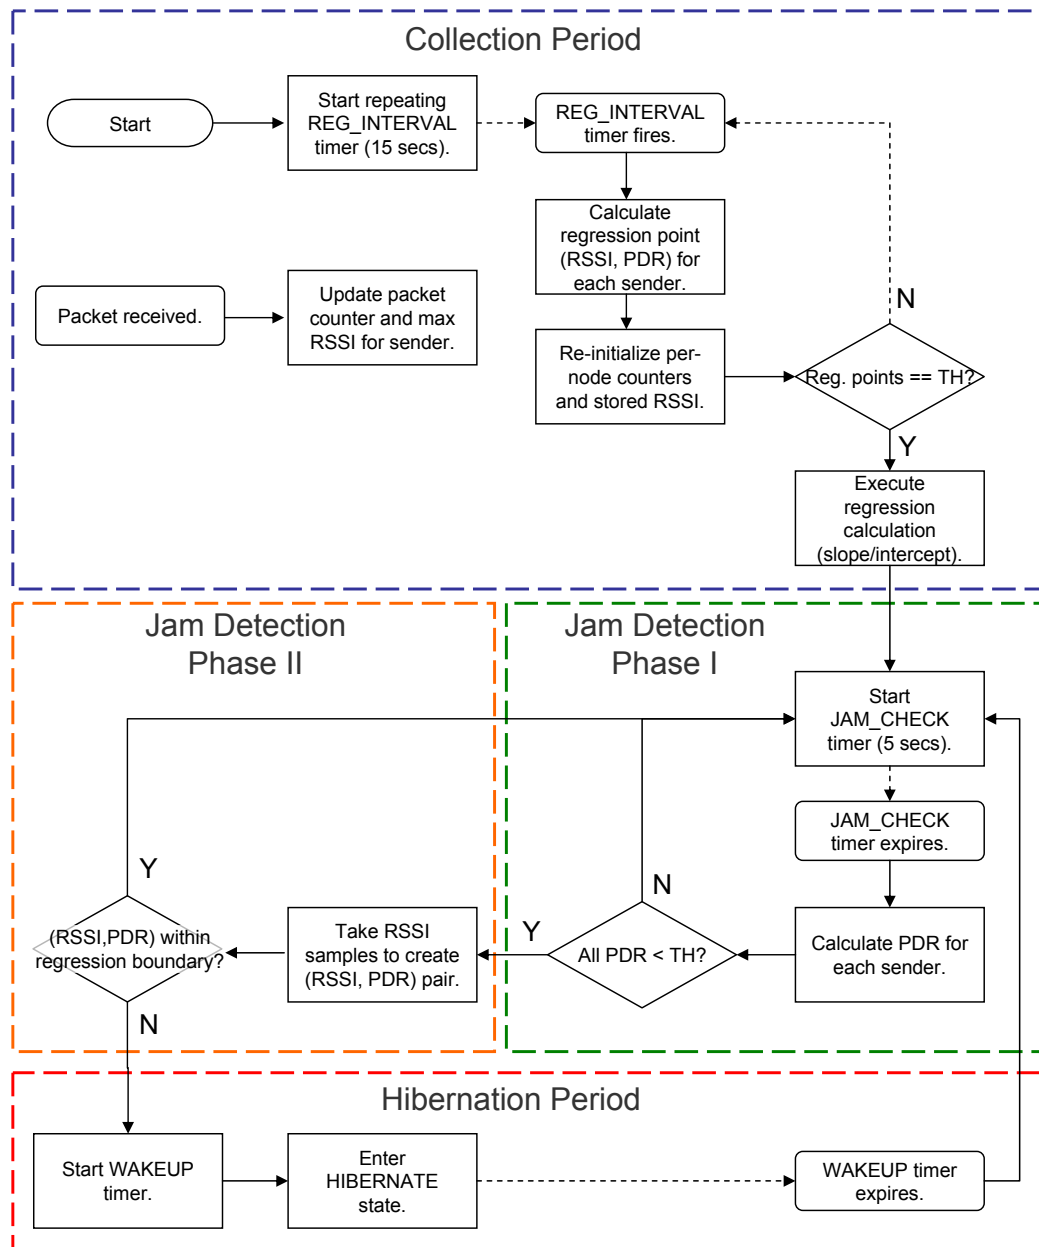 Collection Period
Start
Start repeating
REG_INTERVAL
timer (15 secs).
REG_INTERVAL
timer fires.
Calculate
regression point
(RSSI, PDR) for
each sender.
Packet received.
Update packet
counter and max
RSSI for sender.
Re-initialize per-
node counters
and stored RSSI.
N
Reg. points == TH?
Y
Execute
regression
calculation
(slope/intercept).
Jam Detection
Phase II
Jam Detection
Phase I
Start
JAM_CHECK
timer (5 secs).
JAM_CHECK
timer expires.
Y
(RSSI,PDR) within
regression boundary?
N
Take RSSI
samples to create
(RSSI, PDR) pair.
Y
N
All PDR < TH?
Calculate PDR for
each sender.
Hibernation Period
Start WAKEUP
timer.
Enter
HIBERNATE
state.
WAKEUP timer
expires.